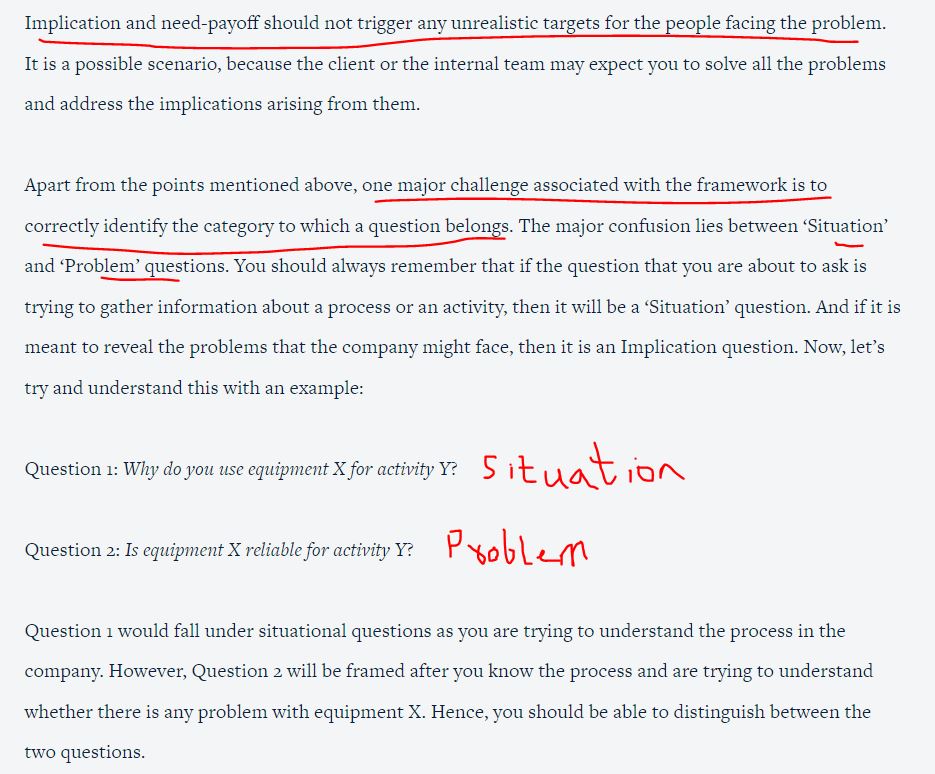 Implication and need-payoff should not trigger any unrealistic targets for the people facing the problem.
It is a possible scenario, because the client or the internal team may expect you to solve all the problems
and address the implications arising from them.
Apart from the points mentioned above, one major challenge associated with the framework is to
correctly identify the category to which a question belongs. The major confusion lies between ‘Situation’
and ‘Problem’ questions. You should always remember that if the question that you are about to ask is
trying to gather information about a process or an activity, then it will be a ‘Situation’ question. And if it is
meant to reveal the problems that the company might face, then it is an Implication question. Now, let’s
try and understand this with an example:
Question 1: Why do you use equipment X for activity Y? Situation
Question 2: Is equipment X reliable for activity Y? Problem
Question 1 would fall under situational questions as you are trying to understand the process in the
company. However, Question 2 will be framed after you know the process and are trying to understand
whether there is any problem with equipment X. Hence, you should be able to distinguish between the
two questions.